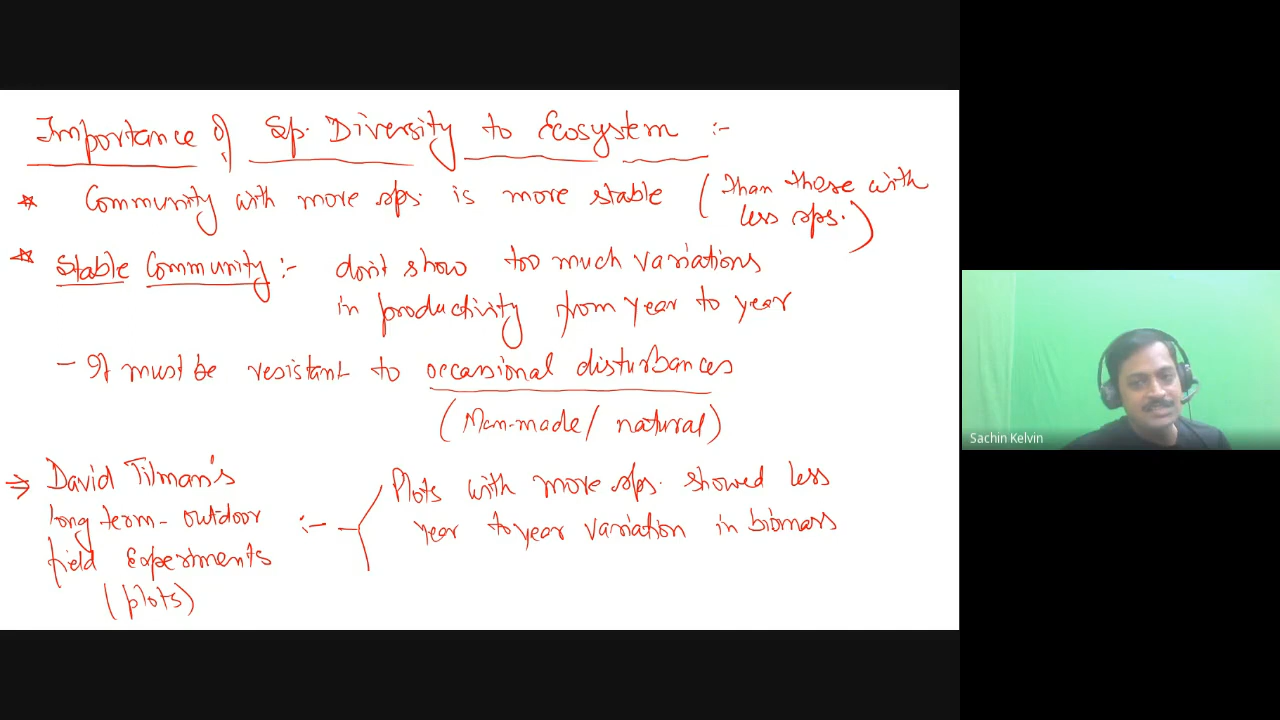 Importance of Sp. Diversity to Ecosystem :-
* Community with more sps. is more stable (than those with
less sps.)
* Stable Community :- don't show too much variations
in productivity from year to year
- It must be resistant to occassional disturbances
(Man-made/ natural)
⇒ David Tilman's
long term - outdoor
field Experiments
(plots)
:- Plots with more sps. showed less
year to year variation in biomass
Sachin Kelvin